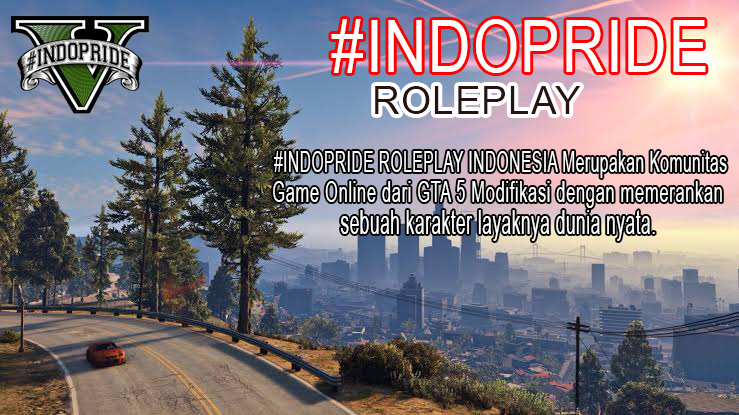 #INDOPRIDE
#INDOPRIDE
ROLEPLAY
#INDOPRIDE ROLEPLAY INDONESIA Merupakan Komunitas
Game Online dari GTA 5 Modifikasi dengan memerankan
sebuah karakter layaknya dunia nyata.